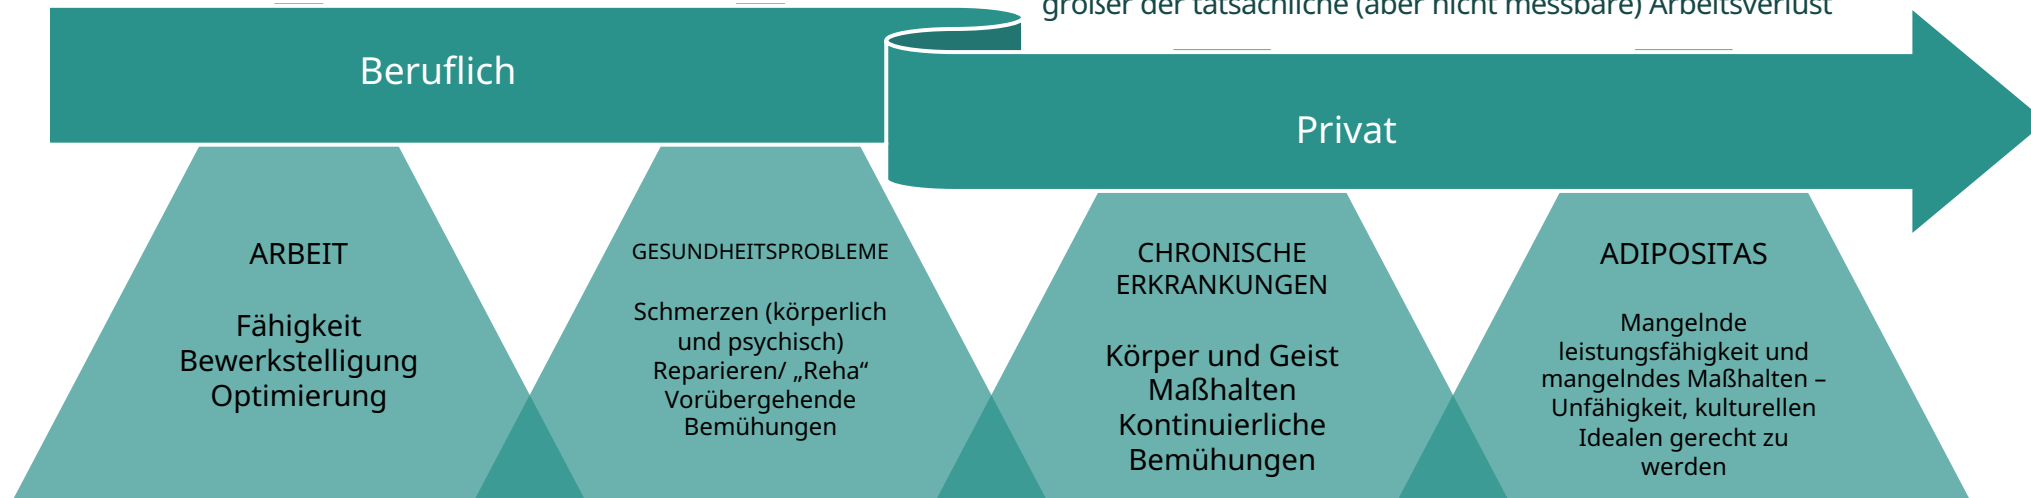 größer der tatsächliche (aber nicht messbare) Arbeitsverlust
Beruflich
Privat
ARBEIT
Fähigkeit
Bewerkstelligung
Optimierung
GESUNDHEITSPROBLEME
Schmerzen (körperlich
und psychisch)
Reparieren/ „Reha“
Vorübergehende
Bemühungen
CHRONISCHE
ERKRANKUNGEN
Körper und Geist
Maßhalten
Kontinuierliche
Bemühungen
ADIPOSITAS
Mangelnde
leistungsfähigkeit und
mangelndes Maßhalten –
Unfähigkeit, kulturellen
Idealen gerecht zu
werden